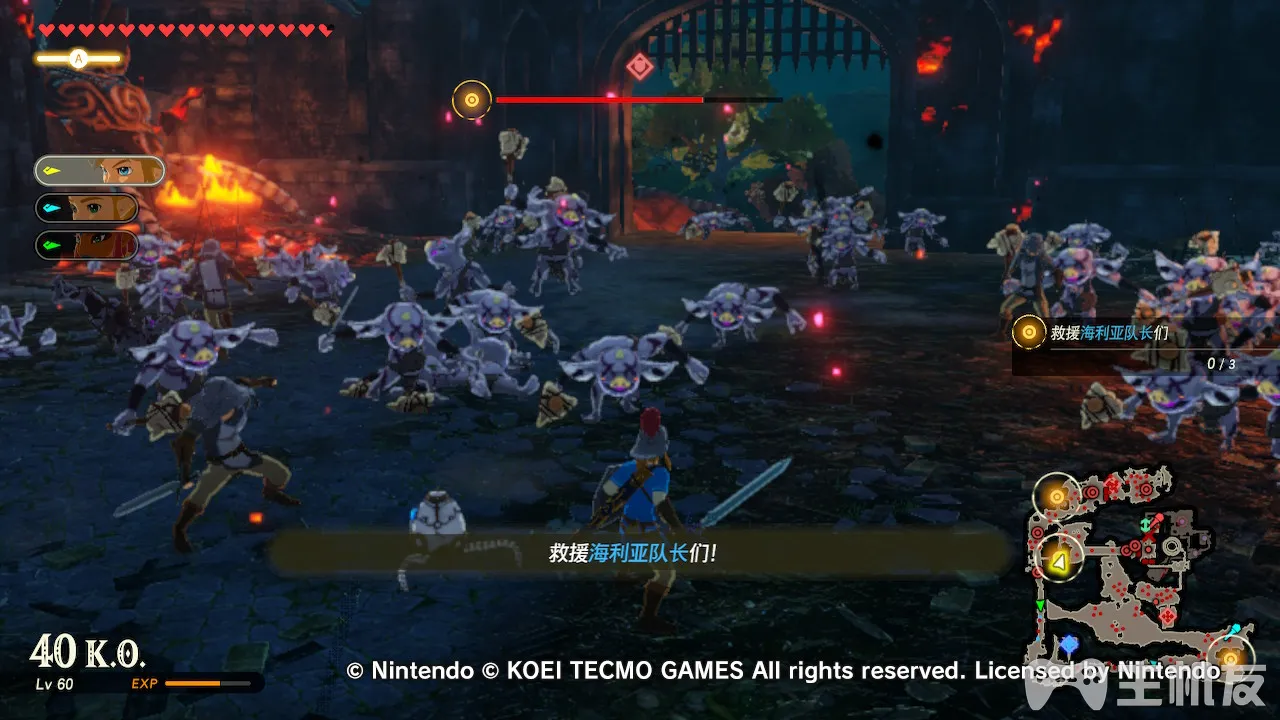 A
救援海利亚队长们
0 / 3
救援海利亚队长们!
40 K.O.
Lv 60 EXP
© Nintendo © KOEI TECMO GAMES All rights reserved. Licensed by Nintendo
主机友